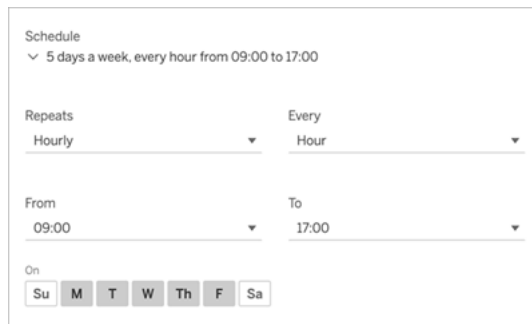 Schedule
5 days a week, every hour from 09:00 to 17:00
Repeats Every
Hourly Hour
From To
09:00 17:00
On
Su M T W Th F Sa